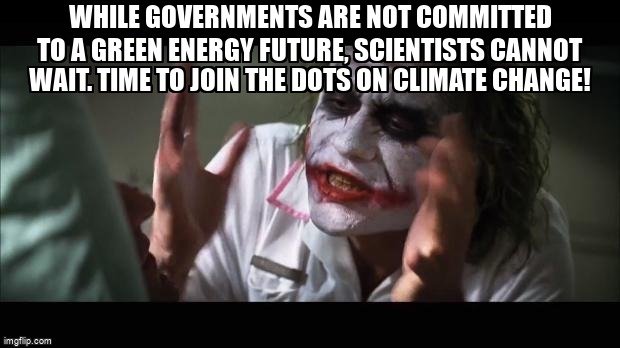 WHILE GOVERNMENTS ARE NOT COMMITTED
TO A GREEN ENERGY FUTURE, SCIENTISTS CANNOT
WAIT. TIME TO JOIN THE DOTS ON CLIMATE CHANGE!
imgflip.com